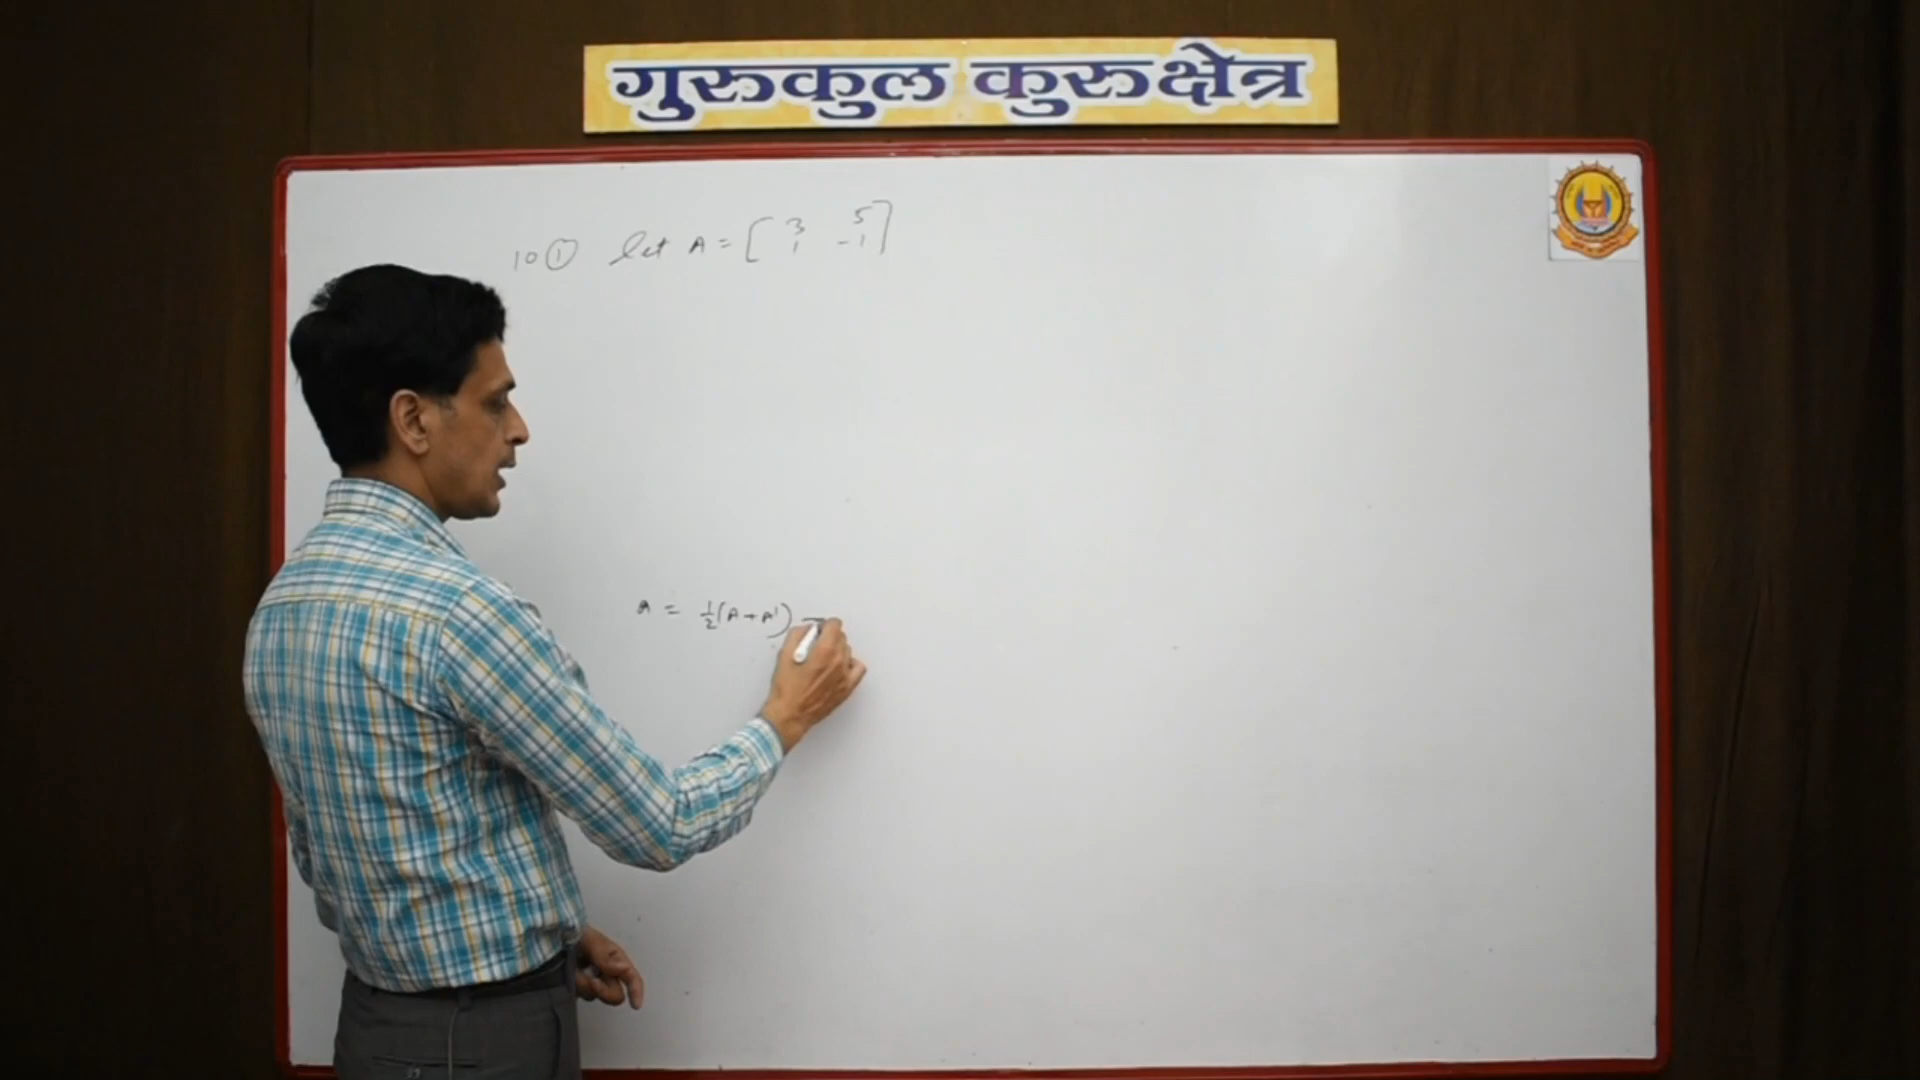 गुरुकुल कुरुक्षेत्र
10 ① let A = [ 3 5
1 -1 ]
A = 1/2 (A + A')